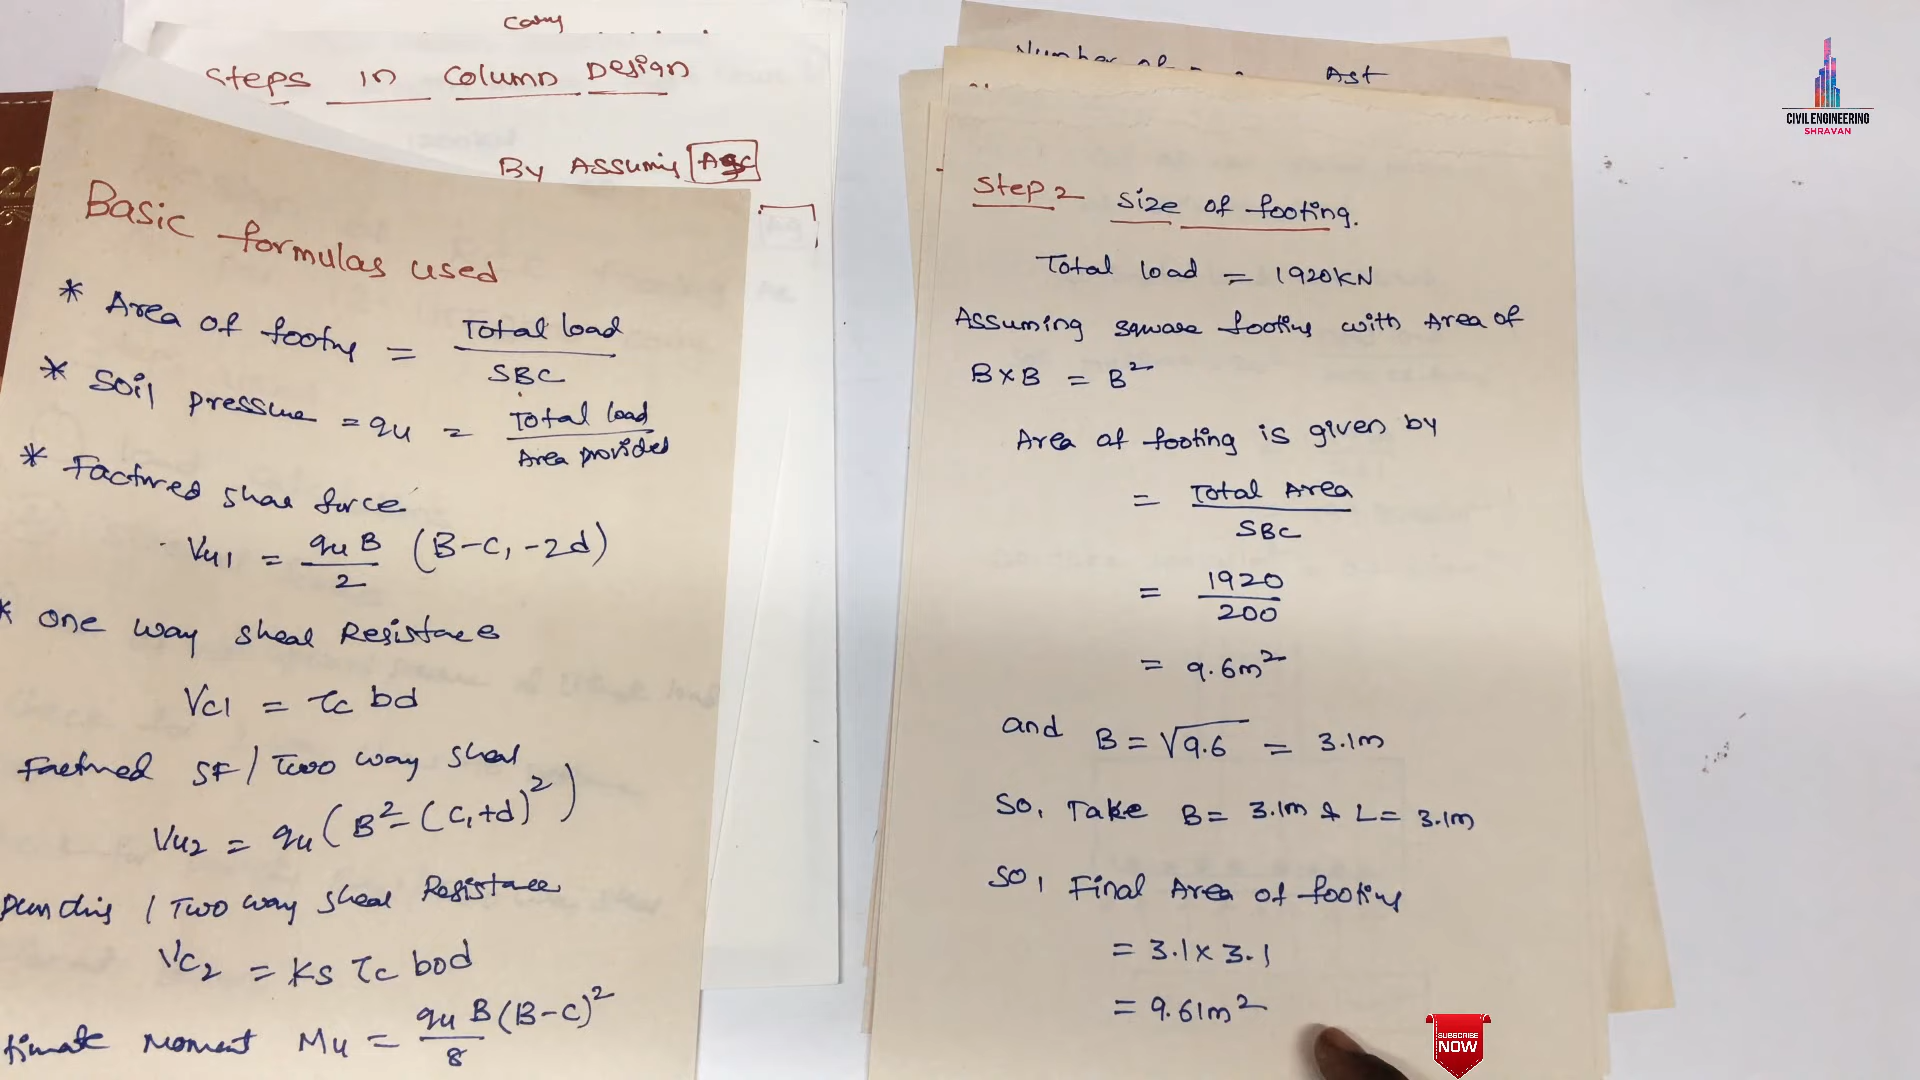 Steps in Column Design
By Assuming Asc
Basic formulas used
* Area of footing = Total load / SBC
* Soil pressure = qu = Total load / Area provided
* Factored shear force
Vu1 = qu B / 2 (B-C1-2d)
* One way shear Resistance
Vc1 = τc bd
Factored SF / Two way shear
Vu2 = qu (B² - (C1+d)²)
Punching / Two way shear Resistance
Vc2 = Ks τc bod
Moment Mu = qu B (B-C)² / 8
Number of Ast
Step 2 Size of footing.
Total load = 1920KN
Assuming square footing with Area of
B×B = B²
Area of footing is given by
= Total Area / SBC
= 1920 / 200
= 9.6m²
and B = √9.6 = 3.1m
So, Take B = 3.1m & L = 3.1m
So, Final Area of footing
= 3.1 × 3.1
= 9.61m²
CIVIL ENGINEERING
SHRAVAN
SUBSCRIBE
NOW